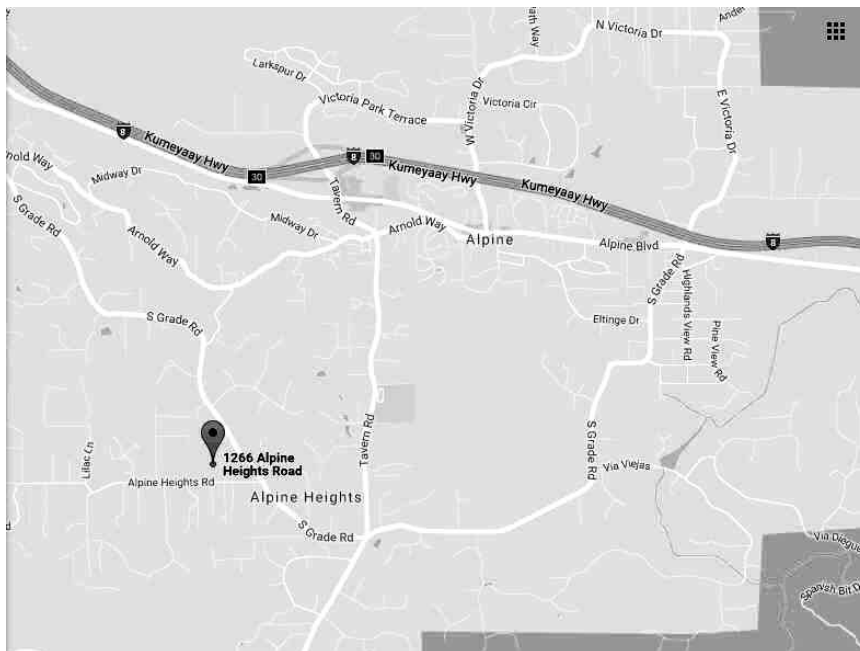 N Victoria Dr
Larkspur Dr
Victoria Park Terrace
Victoria Cir
W Victoria Dr
E Victoria Dr
8
Kumeyaay Hwy
30
8
30
Kumeyaay Hwy
Kumeyaay Hwy
Midway Dr
Tavern Rd
S Grade Rd
Arnold Way
Midway Dr
Arnold Way
Alpine
Alpine Blvd
8
S Grade Rd
Highlands View Rd
S Grade Rd
Eltinge Dr
Pine View Rd
Lilac Ln
1266 Alpine
Heights Road
Tavern Rd
S Grade Rd
Via Viejas
Alpine Heights Rd
Alpine Heights
S Grade Rd